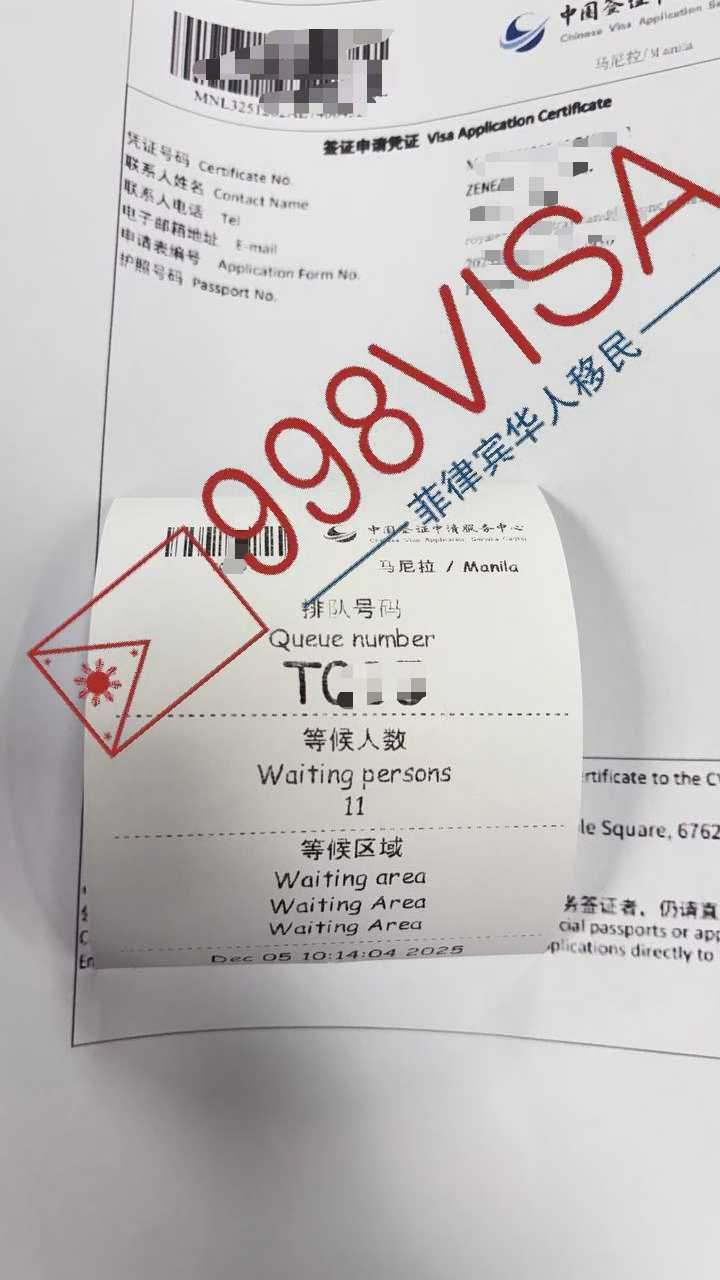 中国签证
Chinese Visa Application
马尼拉/Manila
签证申请凭证 Visa Application Certificate
凭证号码 Certificate No.
联系人姓名 Contact Name
联系人电话 Tel
电子邮箱地址 E-mail
申请表编号 Application Form No.
护照号码 Passport No.
998VISA
菲律宾华人移民
中国签证申请服务中心
Chinese Visa Application Service Center
马尼拉 / Manila
排队号码
Queue number
等候人数
Waiting persons
11
等候区域
Waiting area
Waiting Area
Waiting Area
Dec 05 10:14:04 2025
rtificate to the
le Square, 6762
务签证者，仍请直
cial passports or
plications directly to